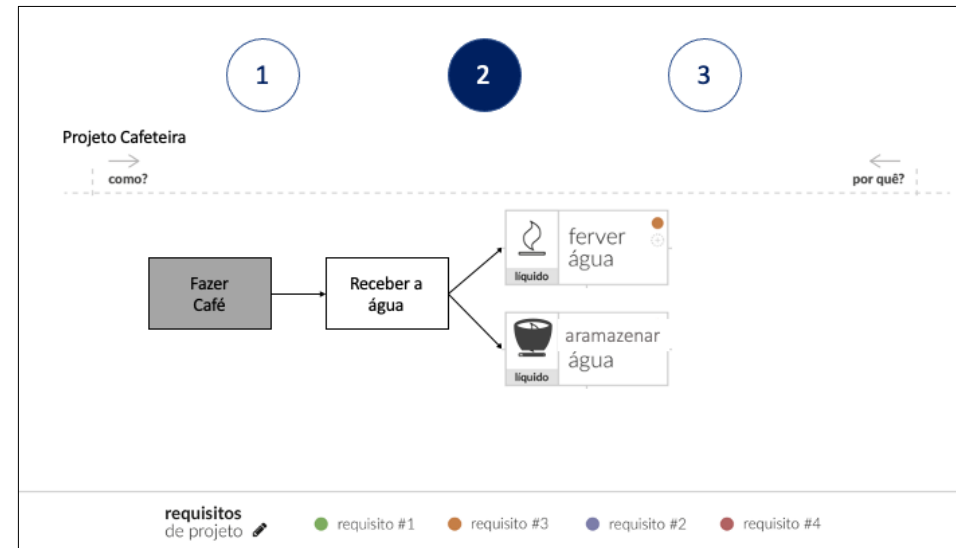 1
2
3
Projeto Cafeteira
como?
por quê?
Fazer
Café
Receber a
água
ferver
água
líquido
aramazenar
água
líquido
requisitos
de projeto
requisito #1
requisito #3
requisito #2
requisito #4